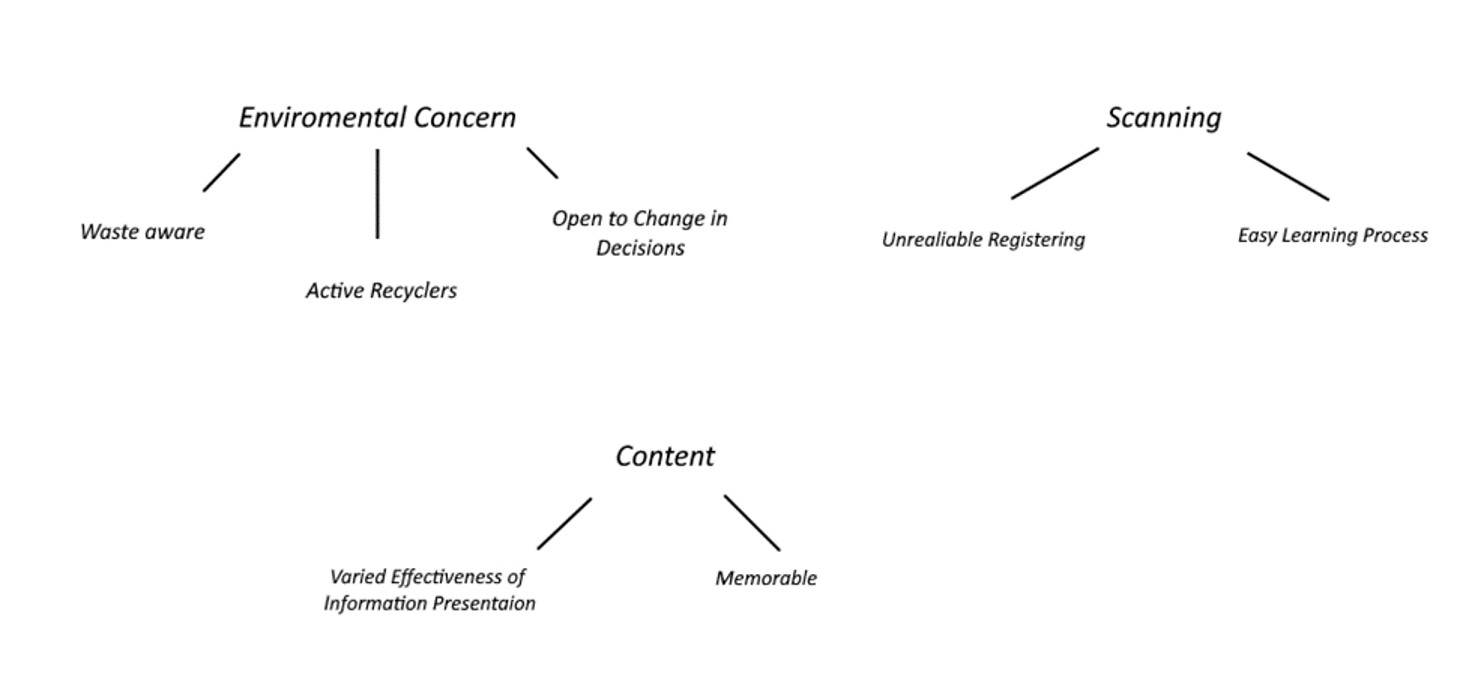 Enviromental Concern
Waste aware
Active Recyclers
Open to Change in
Decisions
Scanning
Unrealiable Registering
Easy Learning Process
Content
Varied Effectiveness of
Information Presentaion
Memorable